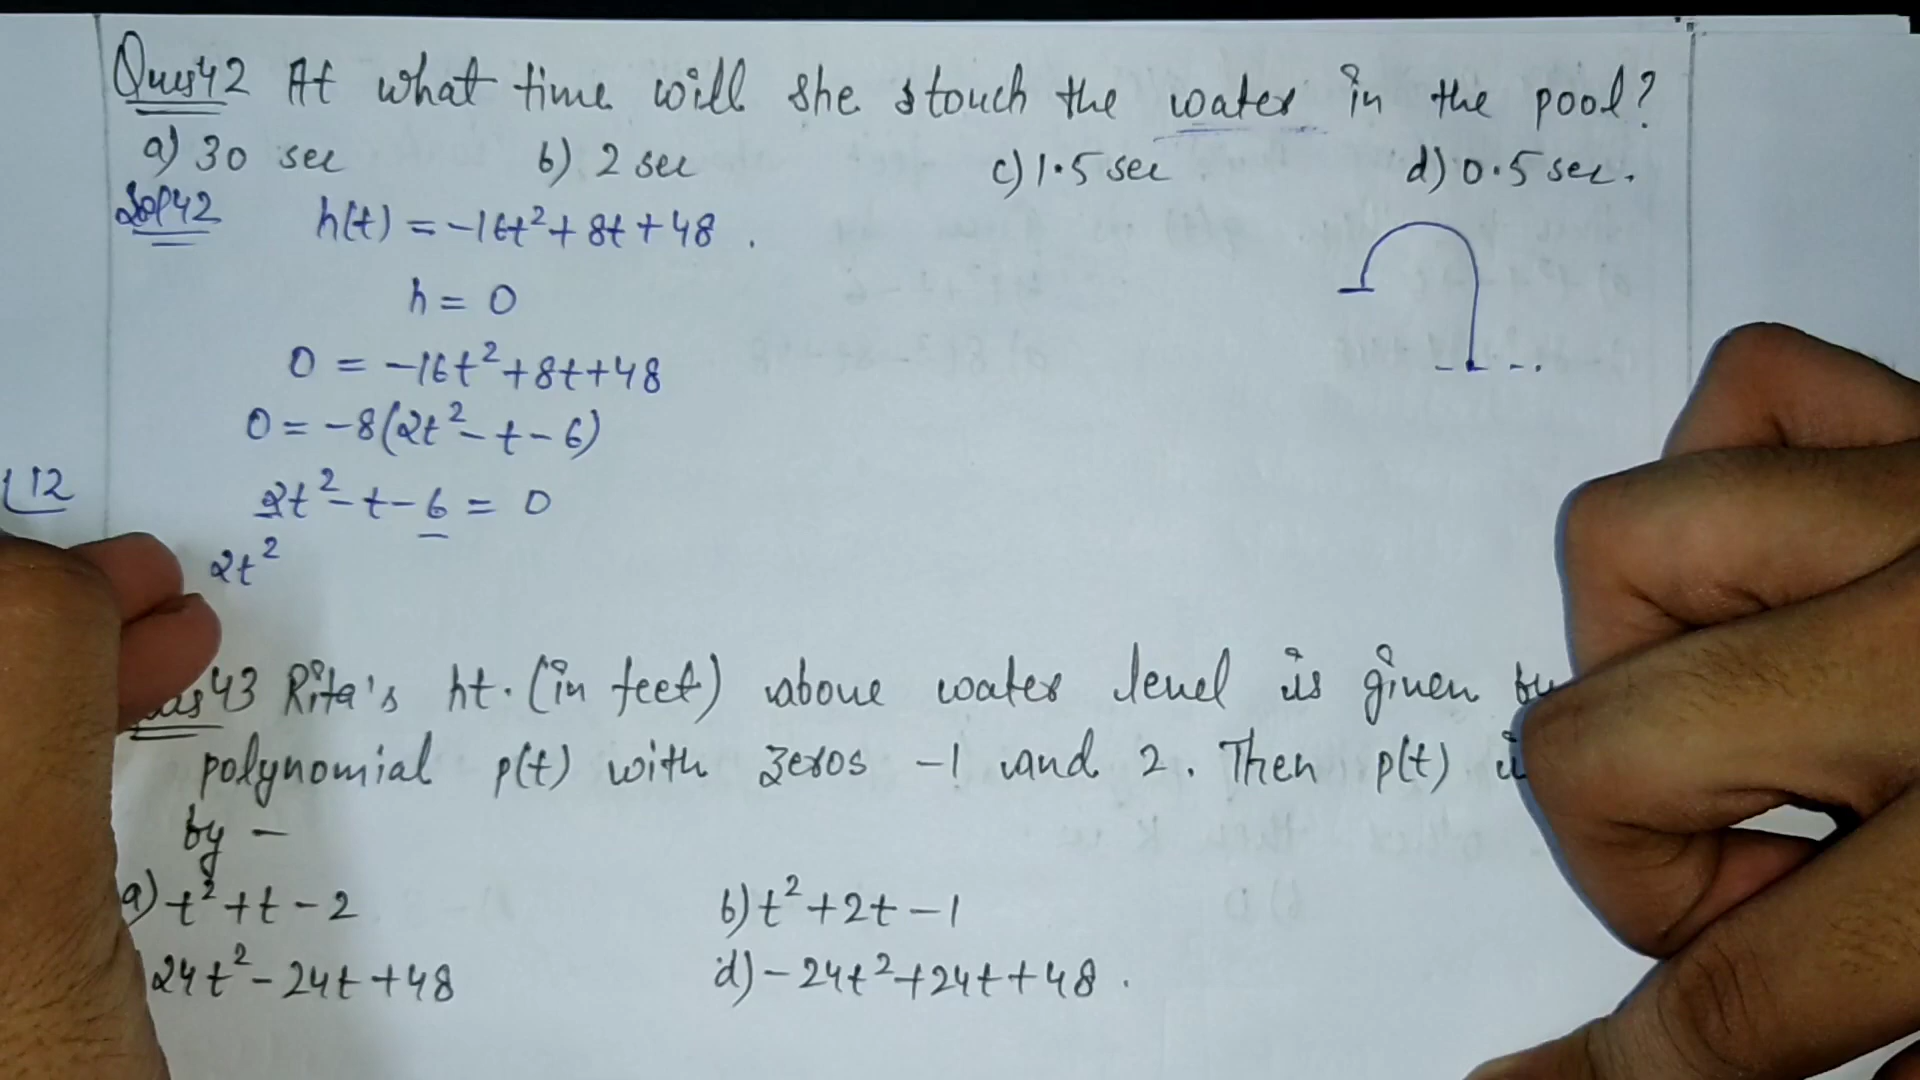 Ques42 At what time will she touch the water in the pool?
a) 30 sec b) 2 sec c) 1.5 sec d) 0.5 sec.
Sol42 h(t) = -16t²+8t+48.
h = 0
0 = -16t²+8t+48
0 = -8(2t²-t-6)
12
2t²-t-6 = 0
2t²
43 Rita's ht. (in feet) above water level is given by
polynomial p(t) with zeros -1 and 2. Then p(t)
by -
a) t²+t-2 b) t²+2t-1
24t²-24t+48 d) -24t²+24t+48.